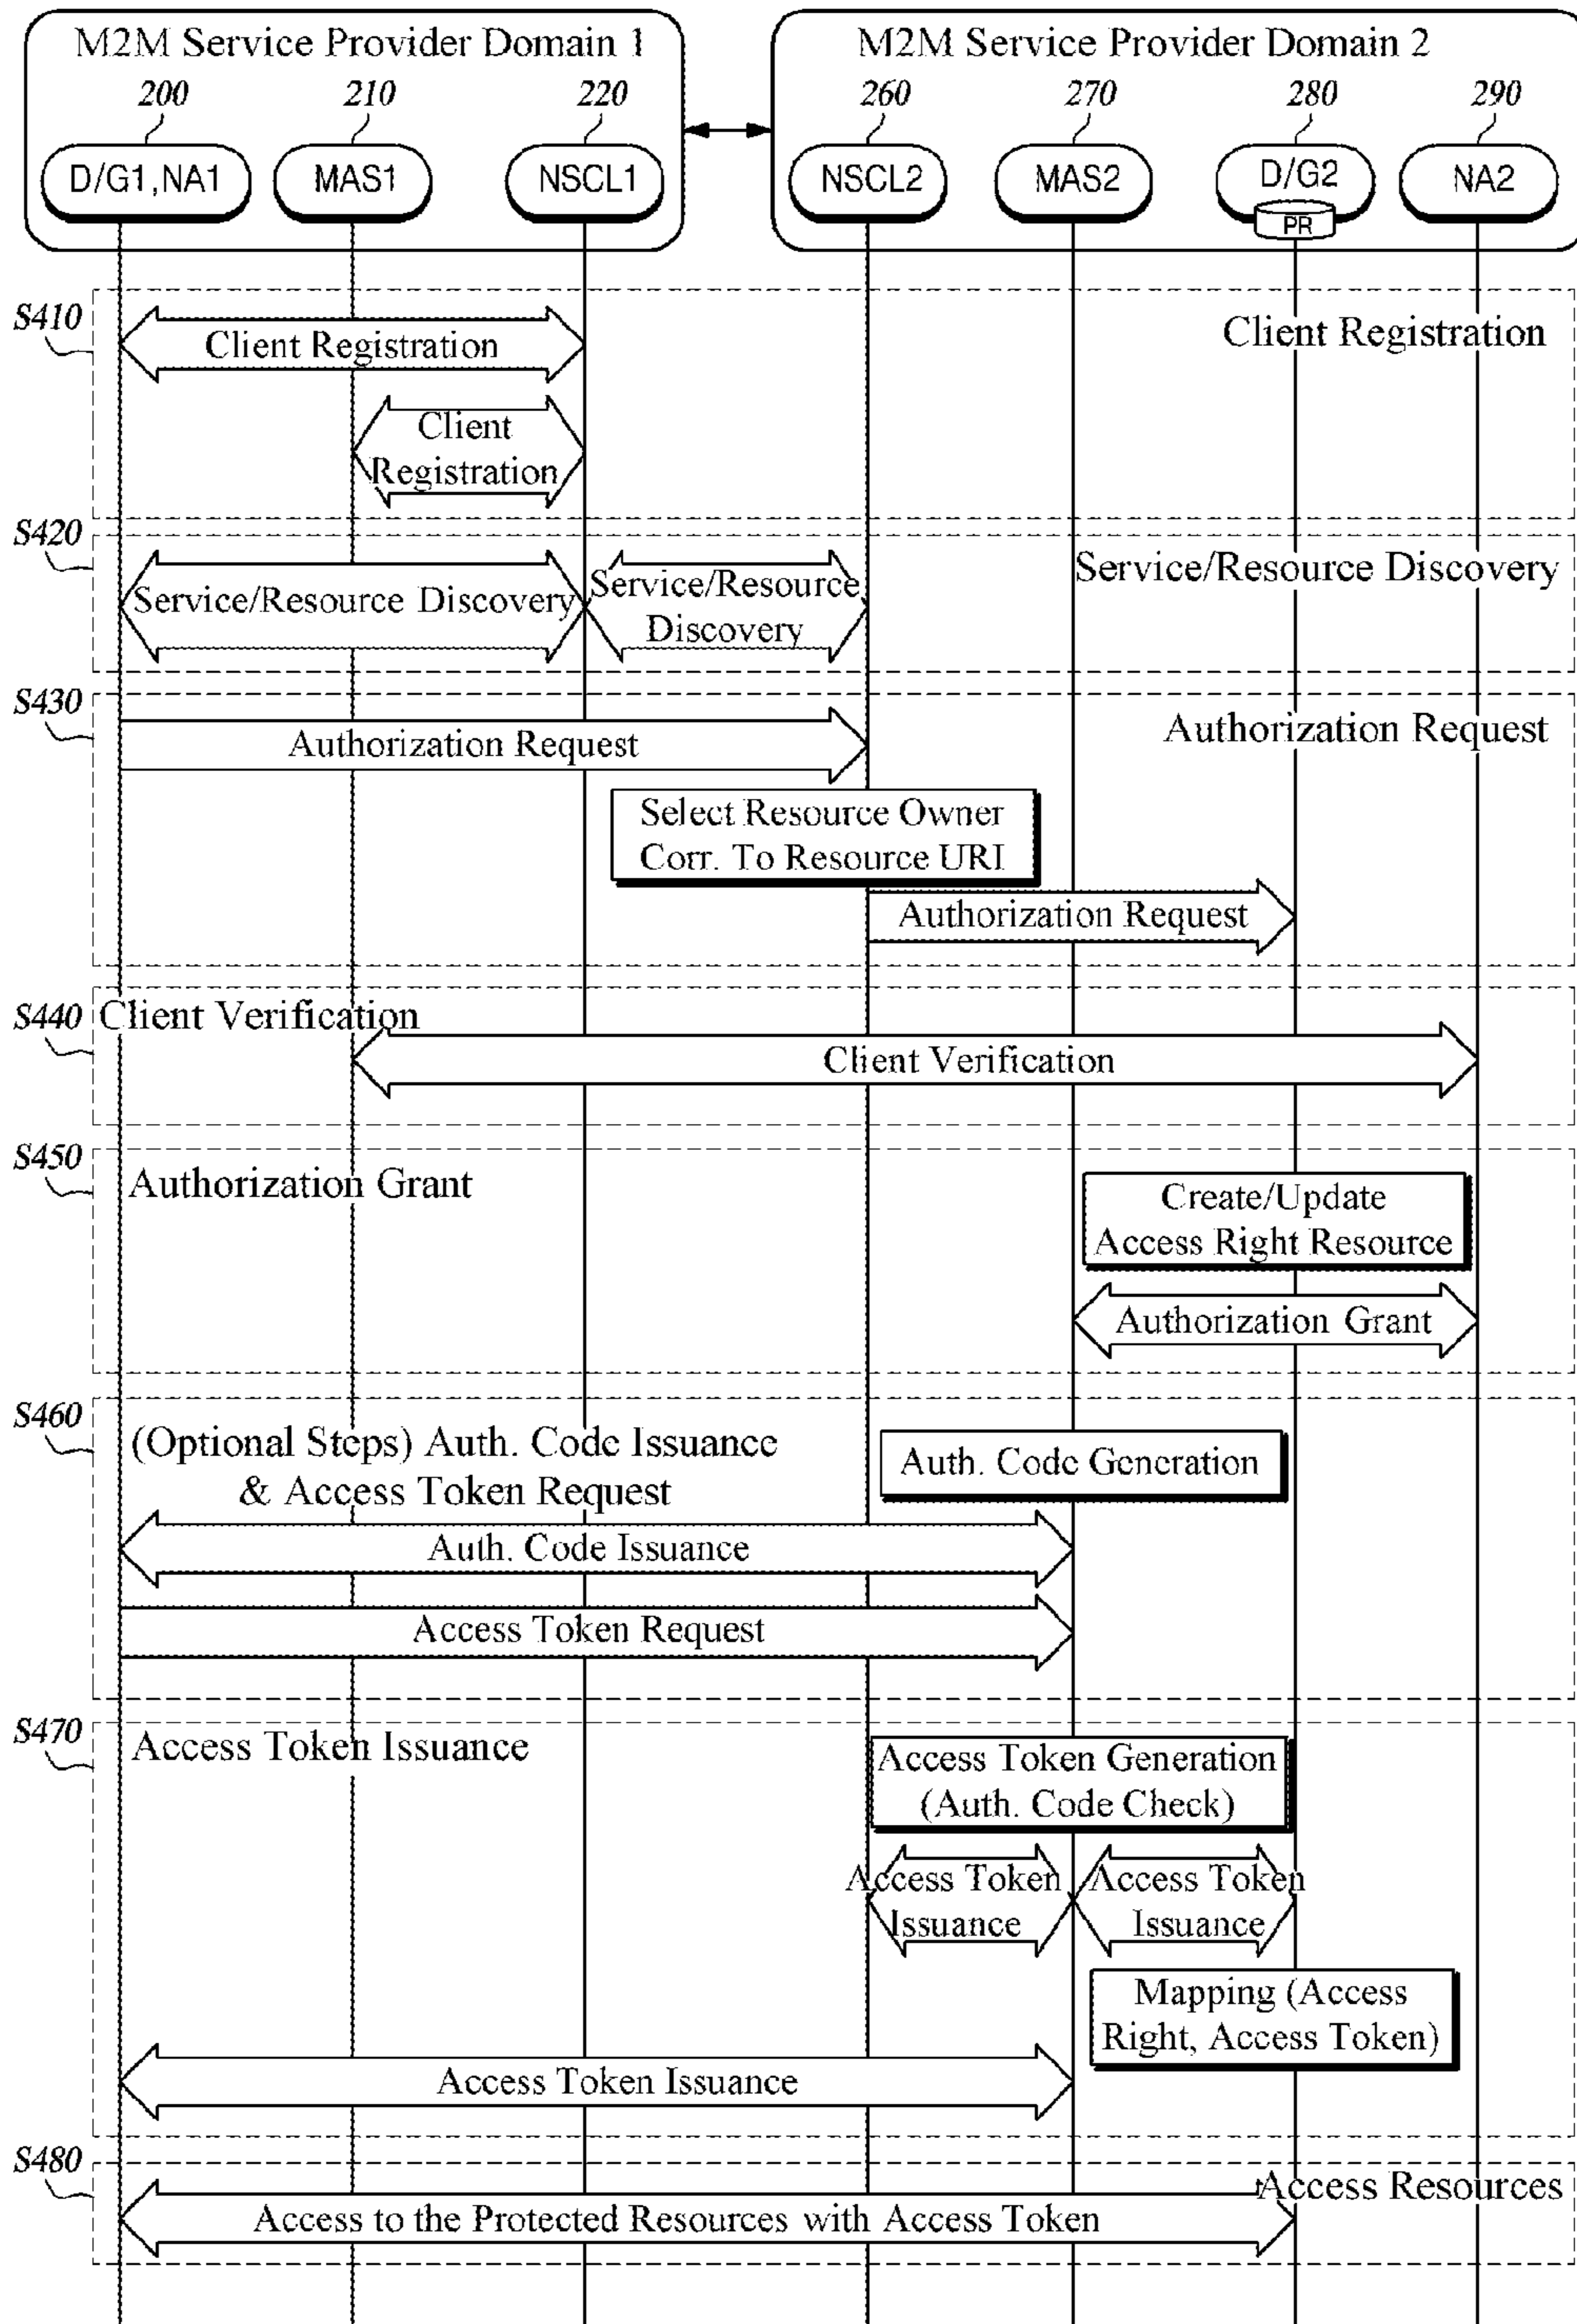 M2M Service Provider Domain 1
M2M Service Provider Domain 2
200
210
220
260
270
280
290
D/G1,NA1
MAS1
NSCL1
NSCL2
MAS2
D/G2
NA2
PR
S410
Client Registration
Client Registration
Client
Registration
S420
Service/Resource Discovery
Service/Resource Discovery
Service/Resource
Discovery
S430
Authorization Request
Authorization Request
Select Resource Owner
Corr. To Resource URI
Authorization Request
S440
Client Verification
Client Verification
S450
Authorization Grant
Create/Update
Access Right Resource
Authorization Grant
S460
(Optional Steps) Auth. Code Issuance
& Access Token Request
Auth. Code Generation
Auth. Code Issuance
Access Token Request
S470
Access Token Issuance
Access Token Generation
(Auth. Code Check)
Access Token
Issuance
Access Token
Issuance
Mapping (Access
Right, Access Token)
Access Token Issuance
S480
Access Resources
Access to the Protected Resources with Access Token